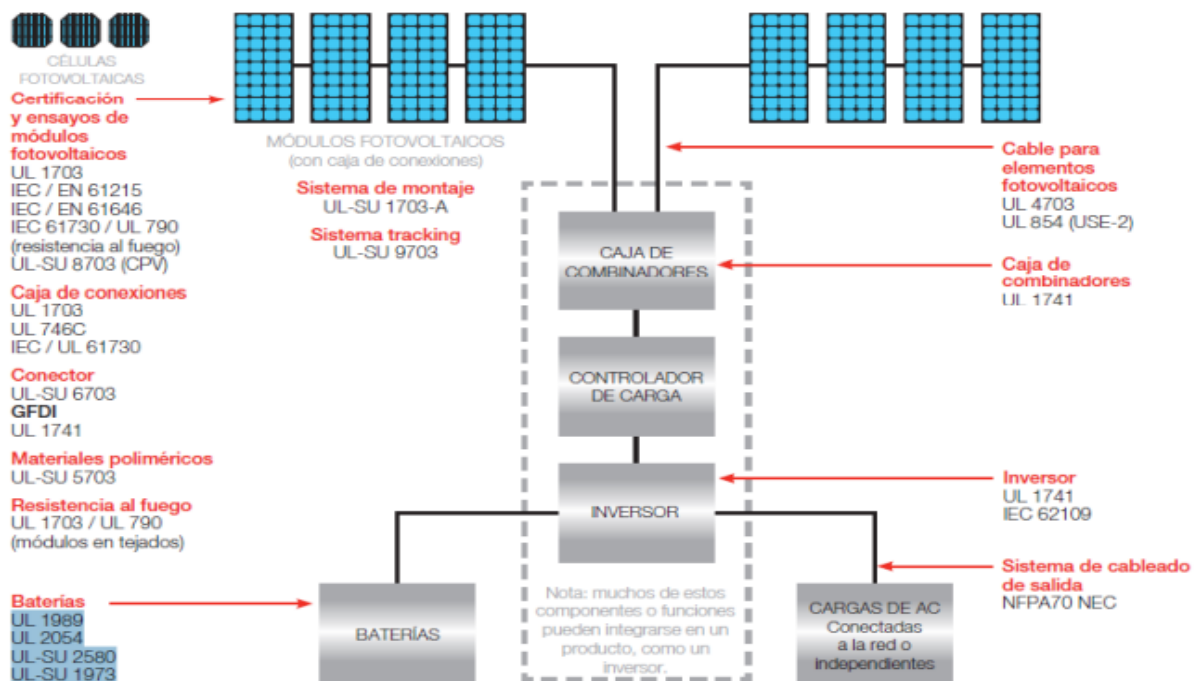 CÉLULAS
FOTOVOLTAICAS
Certificación
y ensayos de
módulos
fotovoltaicos
UL 1703
IEC / EN 61215
IEC / EN 61646
IEC 61730 / UL 790
(resistencia al fuego)
UL-SU 8703 (CPV)
Caja de conexiones
UL 1703
UL 746C
IEC / UL 61730
Conector
UL-SU 6703
GFDI
UL 1741
Materiales poliméricos
UL-SU 5703
Resistencia al fuego
UL 1703 / UL 790
(módulos en tejados)
Baterías
UL 1989
UL 2054
UL-SU 2580
UL-SU 1973
MÓDULOS FOTOVOLTAICOS
(con caja de conexiones)
Sistema de montaje
UL-SU 1703-A
Sistema tracking
UL-SU 9703
CAJA DE
COMBINADORES
CONTROLADOR
DE CARGA
INVERSOR
Nota: muchos de estos
componentes o funciones
pueden integrarse en un
producto, como un
inversor.
BATERÍAS
CARGAS DE AC
Conectadas
a la red o
independientes
Cable para
elementos
fotovoltaicos
UL 4703
UL 854 (USE-2)
Caja de
combinadores
UL 1741
Inversor
UL 1741
IEC 62109
Sistema de cableado
de salida
NFPA70 NEC